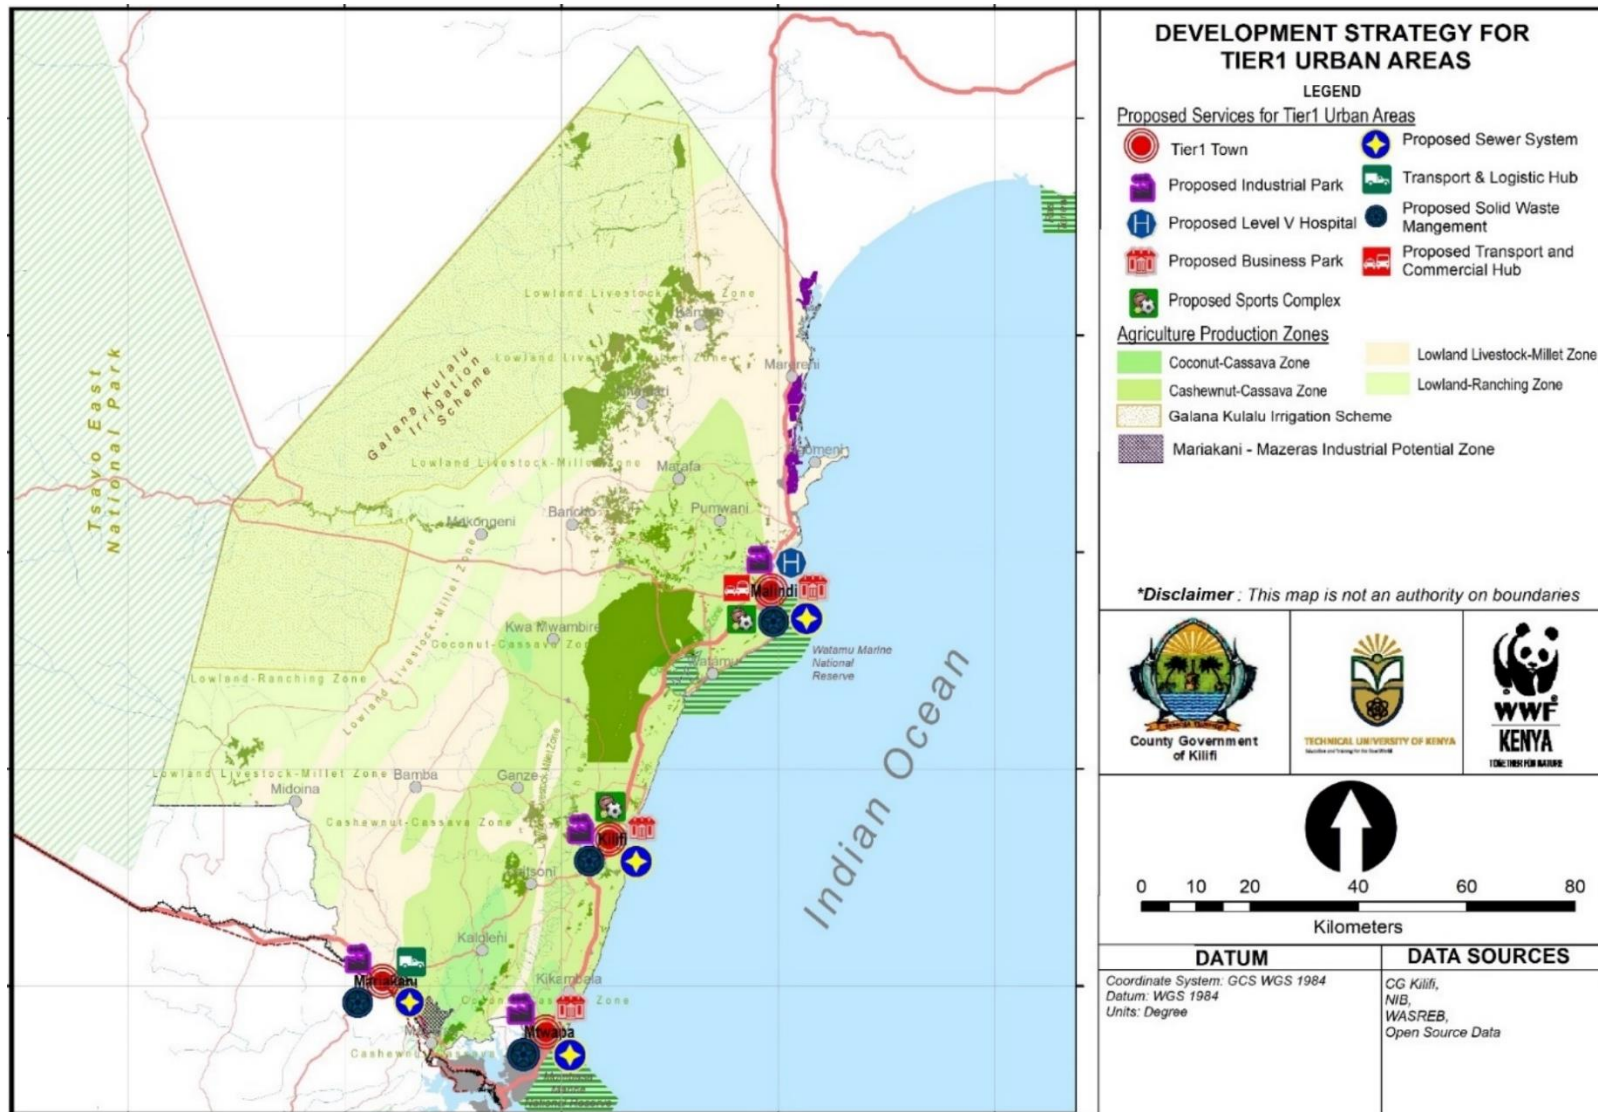 DEVELOPMENT STRATEGY FOR
TIER1 URBAN AREAS
LEGEND
Proposed Services for Tier1 Urban Areas
Tier1 Town
Proposed Industrial Park
Proposed Level V Hospital
Proposed Business Park
Proposed Sports Complex
Proposed Sewer System
Transport & Logistic Hub
Proposed Solid Waste
Mangement
Proposed Transport and
Commercial Hub
Agriculture Production Zones
Coconut-Cassava Zone
Cashewnut-Cassava Zone
Galana Kulalu Irrigation Scheme
Mariakani - Mazeras Industrial Potential Zone
Lowland Livestock-Millet Zone
Lowland-Ranching Zone
*Disclaimer : This map is not an authority on boundaries
County Government
of Kilifi
TECHNICAL UNIVERSITY OF KENYA
WWF
KENYA
TOGETHER FOR NATURE
0 10 20 40 60 80
Kilometers
DATUM
Coordinate System: GCS WGS 1984
Datum: WGS 1984
Units: Degree
DATA SOURCES
CG Kilifi,
NIB,
WASREB,
Open Source Data
Tsavo East
National Park
Galana Kulalu
Irrigation
Scheme
Lowland Livestock Zone
Lowland Zone
Lowland Livestock-Millet Zone
Marereni
Marafa
Pumwani
Makongeni
H
Malindi
Kwa Mwambire
Coconut-Cassava
Watamu
Watamu Marine
National
Reserve
Lowland-Ranching Zone
Lowland Livestock-Millet Zone
Lowland Livestock-Millet Zone
Midoina
Bamba
Ganze
Cashewnut-Cassava Zone
Kilifi
Kaloleni
Kikambala
Mariakani
Zone
Mtwapa
Cashewnut
Indian Ocean